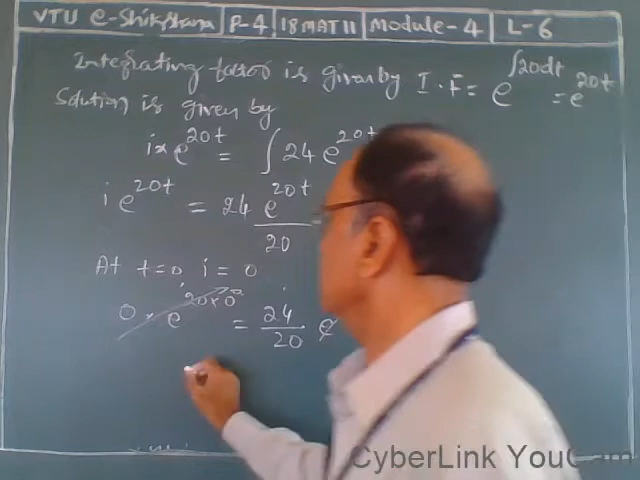 VTU e-Shikshana P-4 18MAT11 Module-4 L-6
Integrating factor is given by I.F = e^∫20dt = e^20t
Solution is given by
i × e^20t = ∫ 24 e^20t
i e^20t = 24 e^20t / 20
At t=0 i = 0
0 × e^20×0 = 24/20 e
CyberLink YouCam